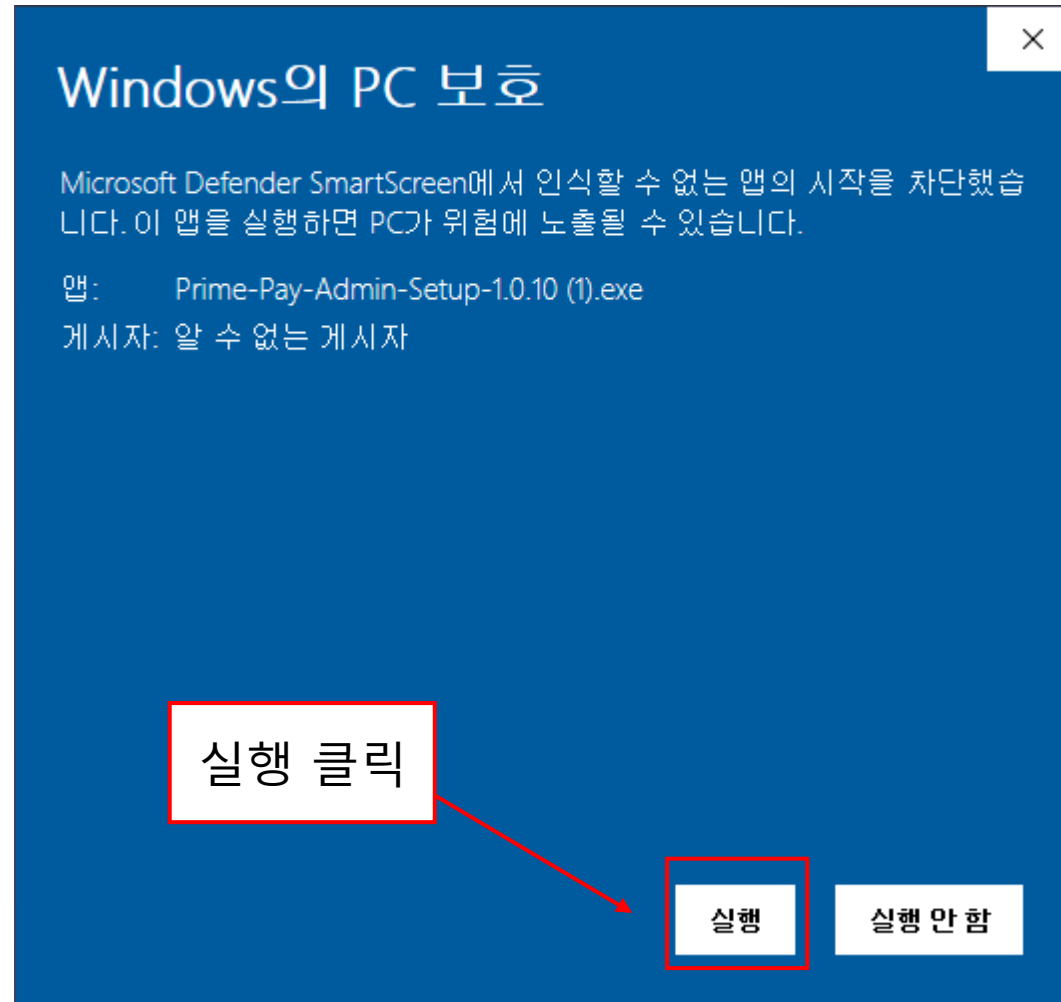 Windows의 PC 보호
Microsoft Defender SmartScreen에서 인식할 수 없는 앱의 시작을 차단했습
니다. 이 앱을 실행하면 PC가 위험에 노출될 수 있습니다.
앱: Prime-Pay-Admin-Setup-1.0.10 (1).exe
게시자: 알 수 없는 게시자
실행 클릭
실행 실행 안 함